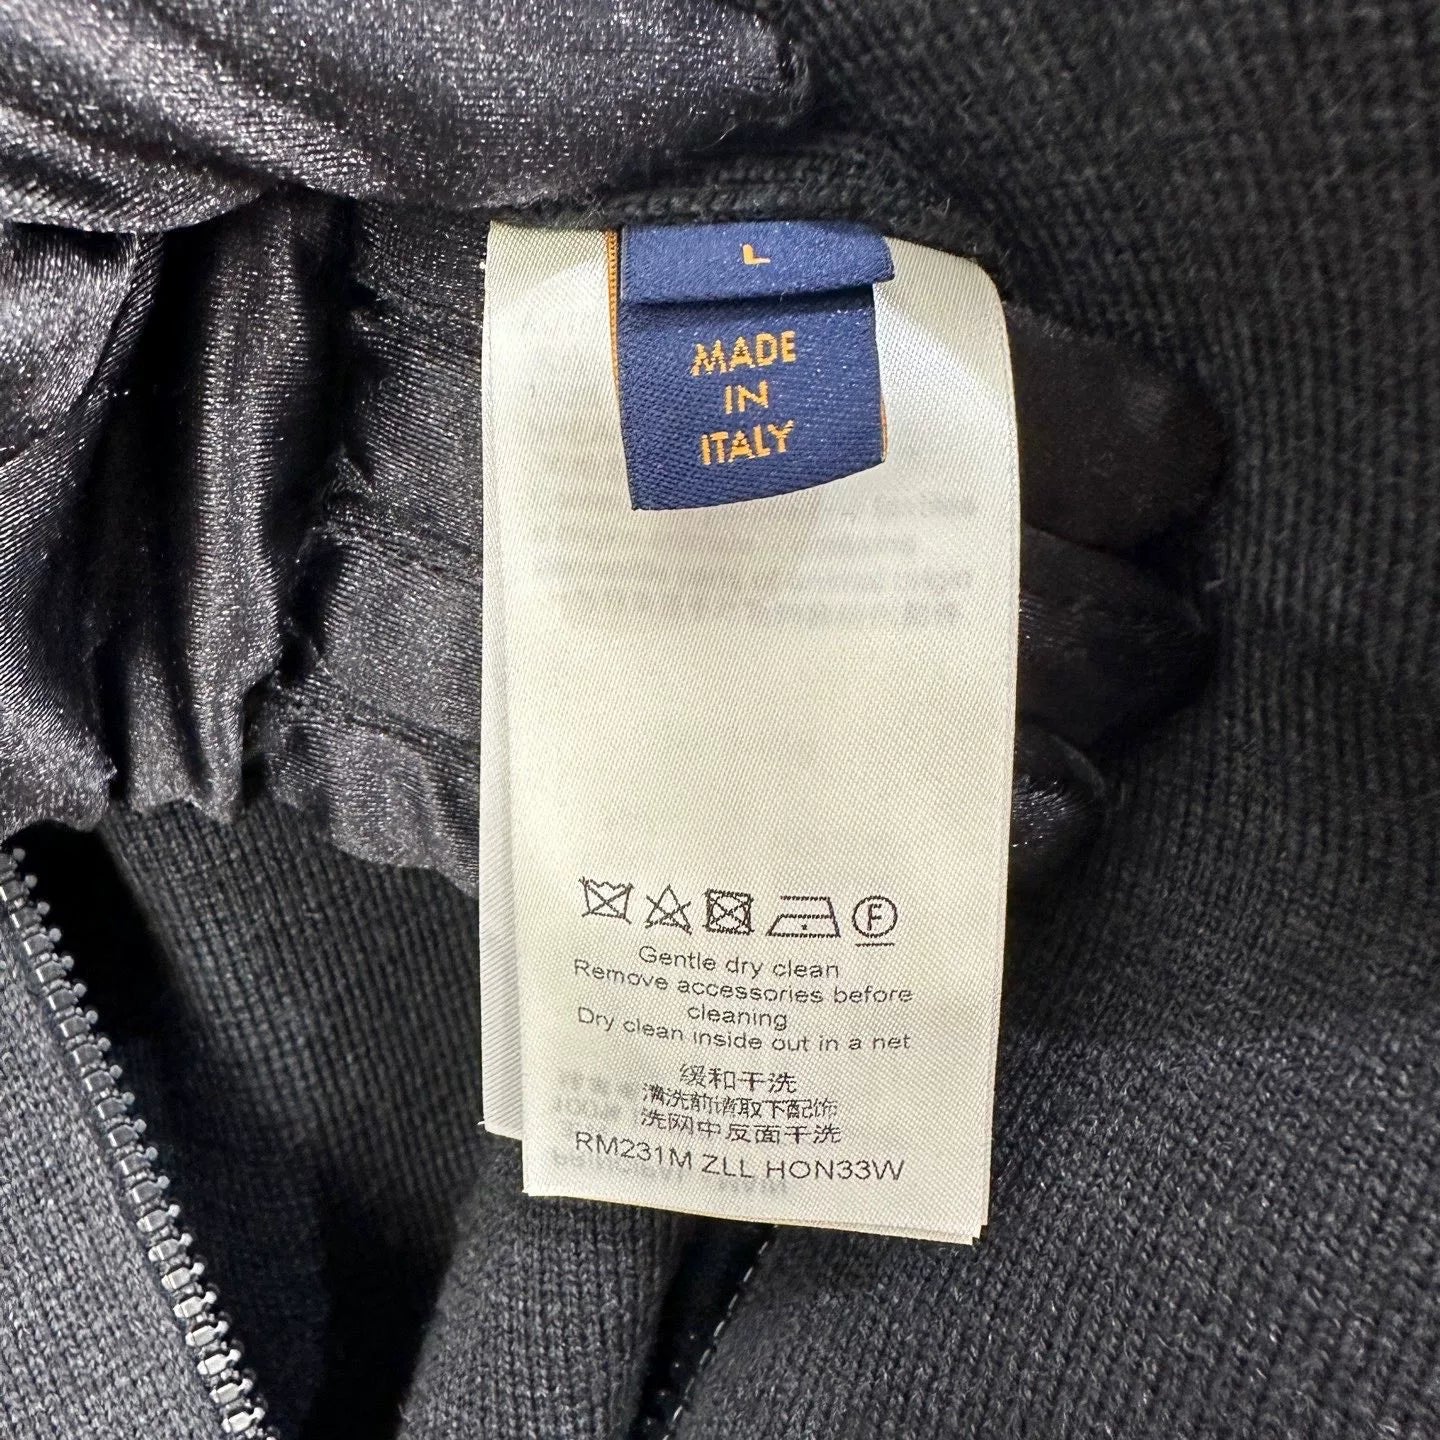 L
MADE
IN
ITALY
F
Gentle dry clean
Remove accessories before
cleaning
Dry clean inside out in a net
缓和干洗
清洗前请取下配饰
洗网中反面干洗
RM231M ZLL HON33W